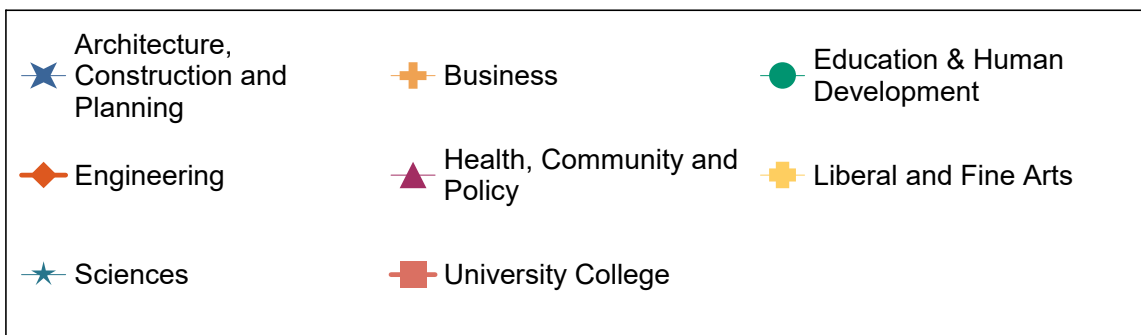 Architecture,
Construction and
Planning
Business
Education & Human
Development
Engineering
Health, Community and
Policy
Liberal and Fine Arts
Sciences
University College